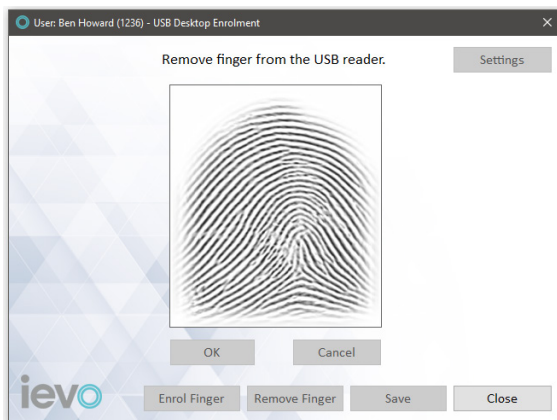 User: Ben Howard (1236) - USB Desktop Enrolment
Remove finger from the USB reader.
Settings
OK
Cancel
ievo
Enrol Finger
Remove Finger
Save
Close